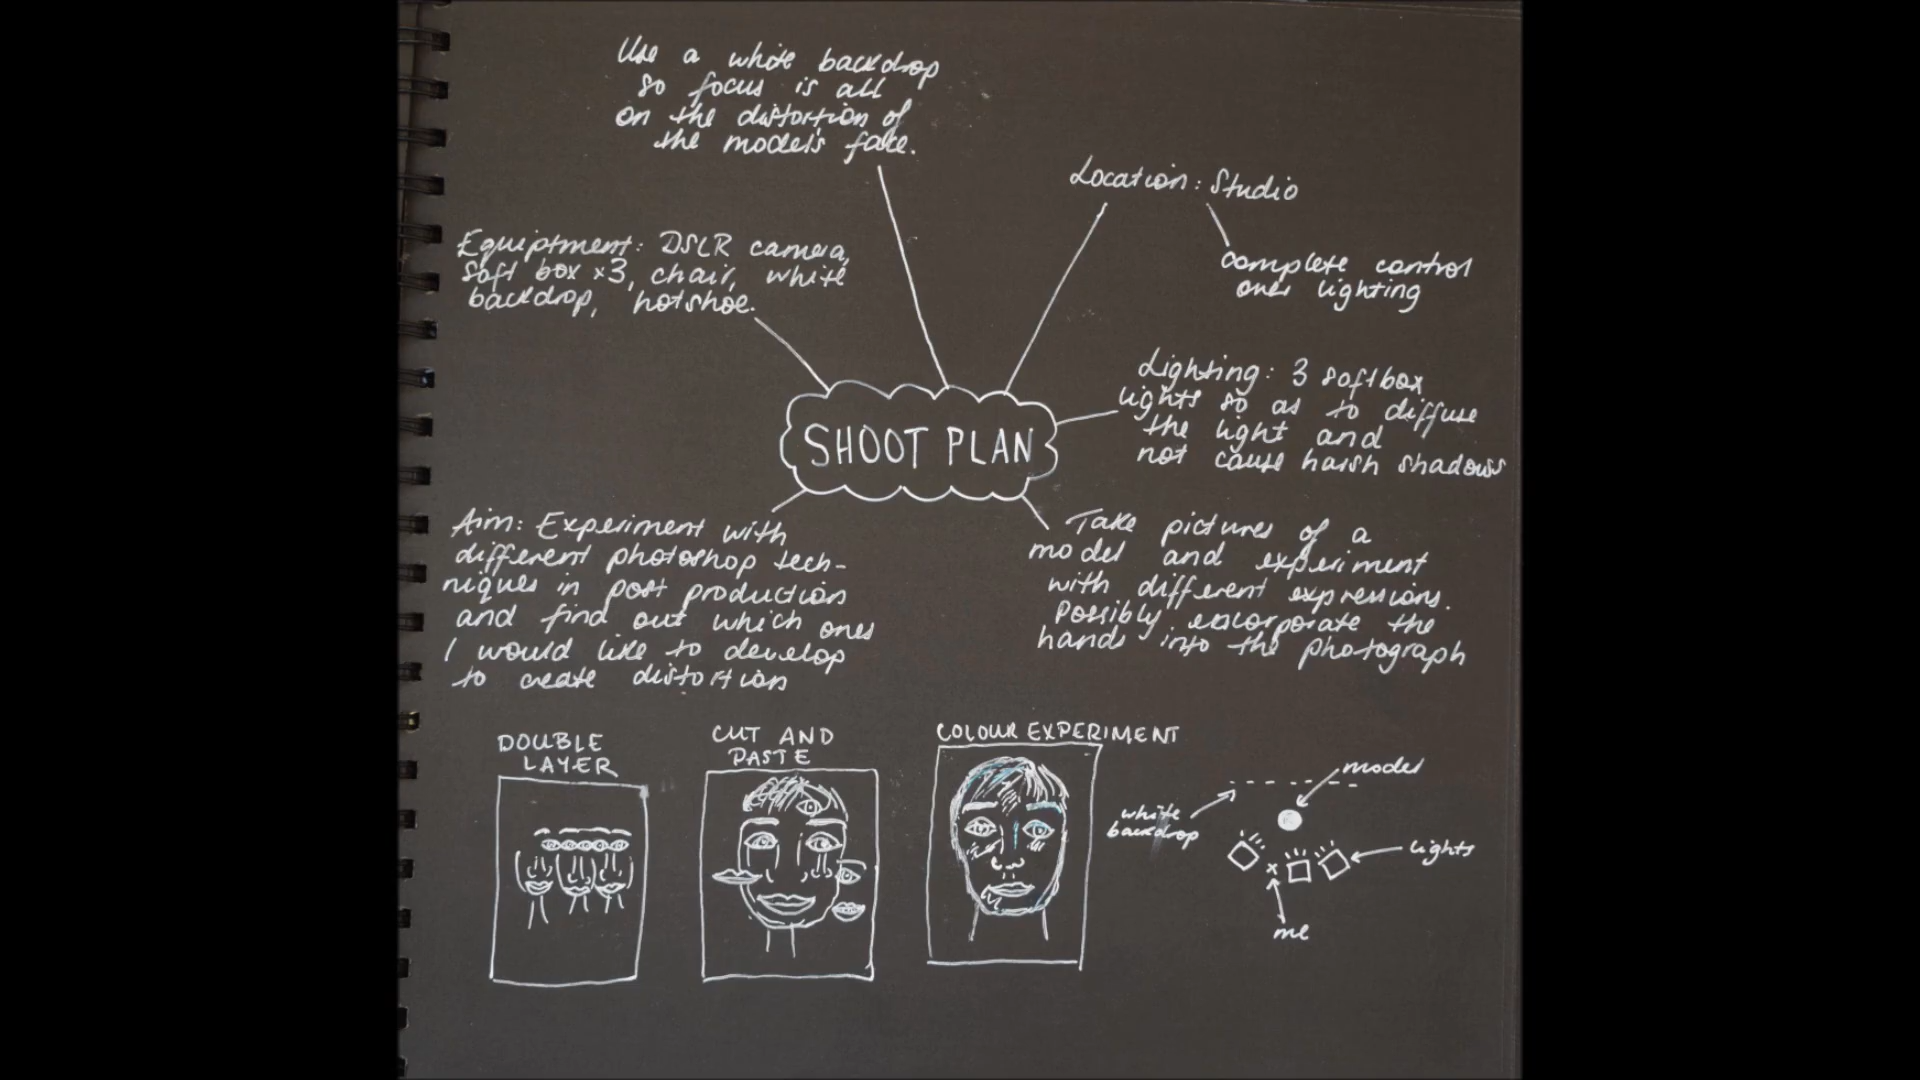 Use a white backdrop
so focus is all
on the distortion of
the model's face.
Location: Studio
complete control
over lighting
Equiptment: DSLR camera,
soft box x3, chair, white
backdrop, hotshoe.
Lighting: 3 softbox
lights so as to diffuse
the light and
not cause harsh shadows
SHOOT PLAN
Aim: Experiment with
different photoshop tech-
niques in post production
and find out which ones
I would like to develop
to create distortion
Take pictures of a
model and experiment
with different expressions.
Possibly encorporate the
hands into the photograph
DOUBLE
LAYER
CUT AND
PASTE
COLOUR EXPERIMENT
model
white
backdrop
lights
me